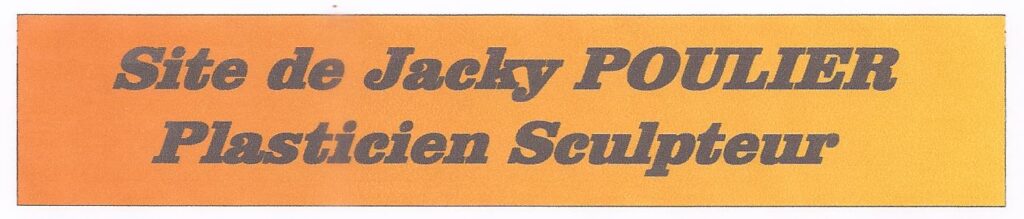 Site de Jacky POULIER
Plasticien Sculpteur